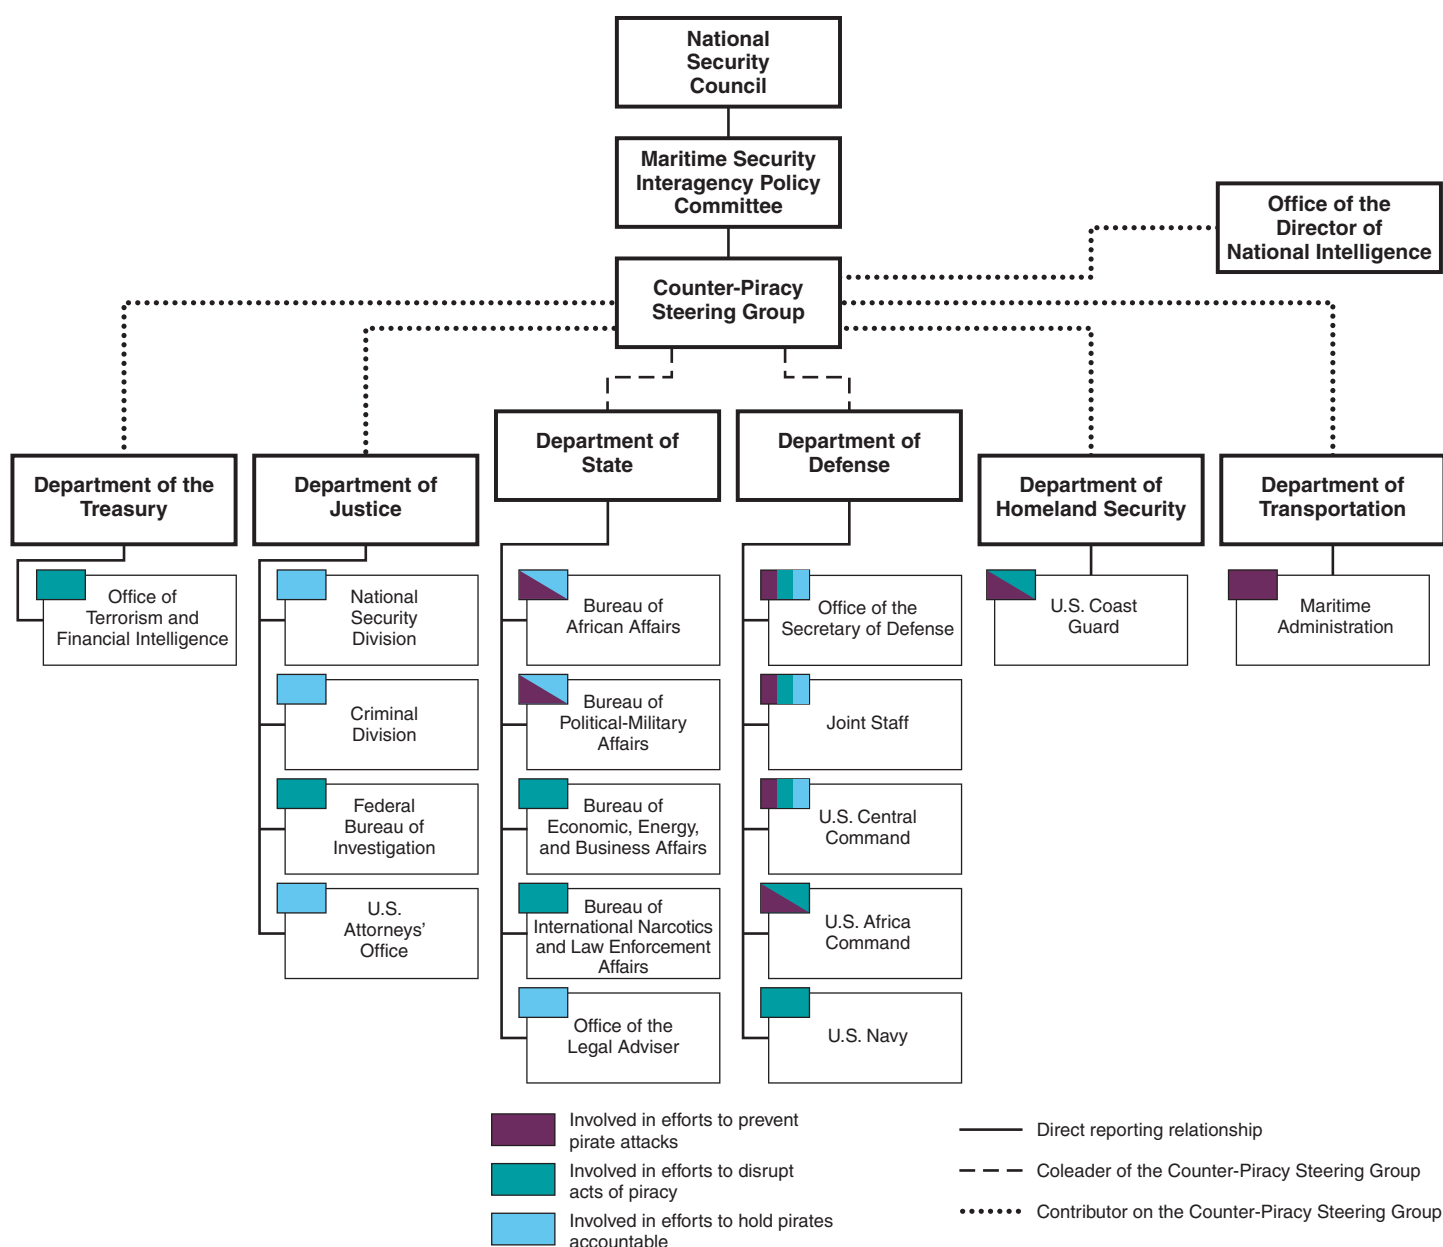 National
Security
Council
Maritime Security
Interagency Policy
Committee
Office of the
Director of
National Intelligence
Counter-Piracy
Steering Group
Department of the
Treasury
Department of
Justice
Department of
State
Department of
Defense
Department of
Homeland Security
Department of
Transportation
Office of
Terrorism and
Financial Intelligence
National
Security
Division
Criminal
Division
Federal
Bureau of
Investigation
U.S.
Attorneys’
Office
Bureau of
African Affairs
Bureau of
Political-Military
Affairs
Bureau of
Economic, Energy,
and Business Affairs
Bureau of
International Narcotics
and Law Enforcement
Affairs
Office of the
Legal Adviser
Office of the
Secretary of Defense
Joint Staff
U.S. Central
Command
U.S. Africa
Command
U.S. Navy
U.S. Coast
Guard
Maritime
Administration
Involved in efforts to prevent
pirate attacks
Involved in efforts to disrupt
acts of piracy
Involved in efforts to hold pirates
accountable
Direct reporting relationship
Coleader of the Counter-Piracy Steering Group
Contributor on the Counter-Piracy Steering Group